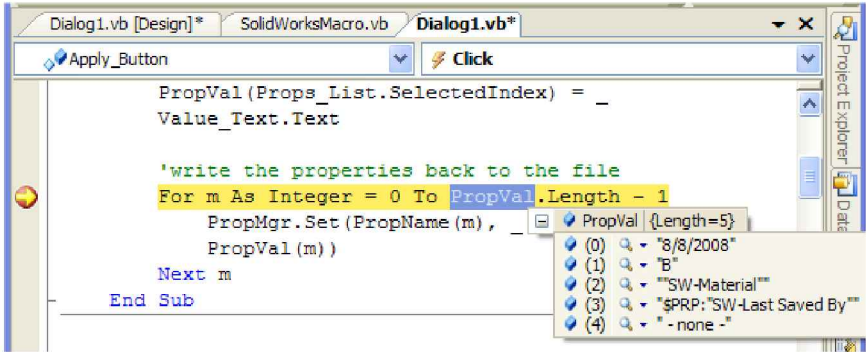 Dialog1.vb [Design]* SolidWorksMacro.vb Dialog1.vb*
Apply_Button Click
PropVal(Props_List.SelectedIndex) = _
Value_Text.Text
'write the properties back to the file
For m As Integer = 0 To PropVal.Length - 1
PropMgr.Set(PropName(m), _
PropVal(m))
Next m
End Sub
PropVal {Length=5}
(0) "8/8/2008"
(1) "B"
(2) ""SW-Material""
(3) "$PRP:"SW-Last Saved By""
(4) " - none -"
Project Explorer
Data